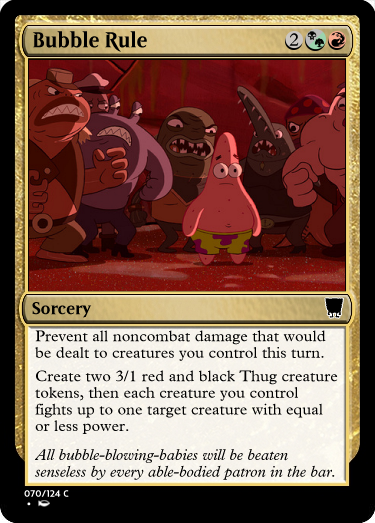 Bubble Rule 2
Sorcery
Prevent all noncombat damage that would
be dealt to creatures you control this turn.
Create two 3/1 red and black Thug creature
tokens, then each creature you control
fights up to one target creature with equal
or less power.
All bubble-blowing-babies will be beaten
senseless by every able-bodied patron in the bar.
070/124 C